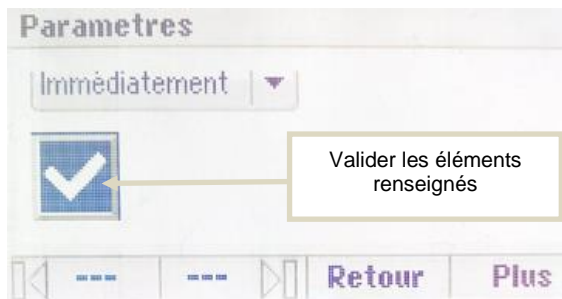 Parametres
Immédiatement
Valider les éléments
renseignés
--- --- Retour Plus